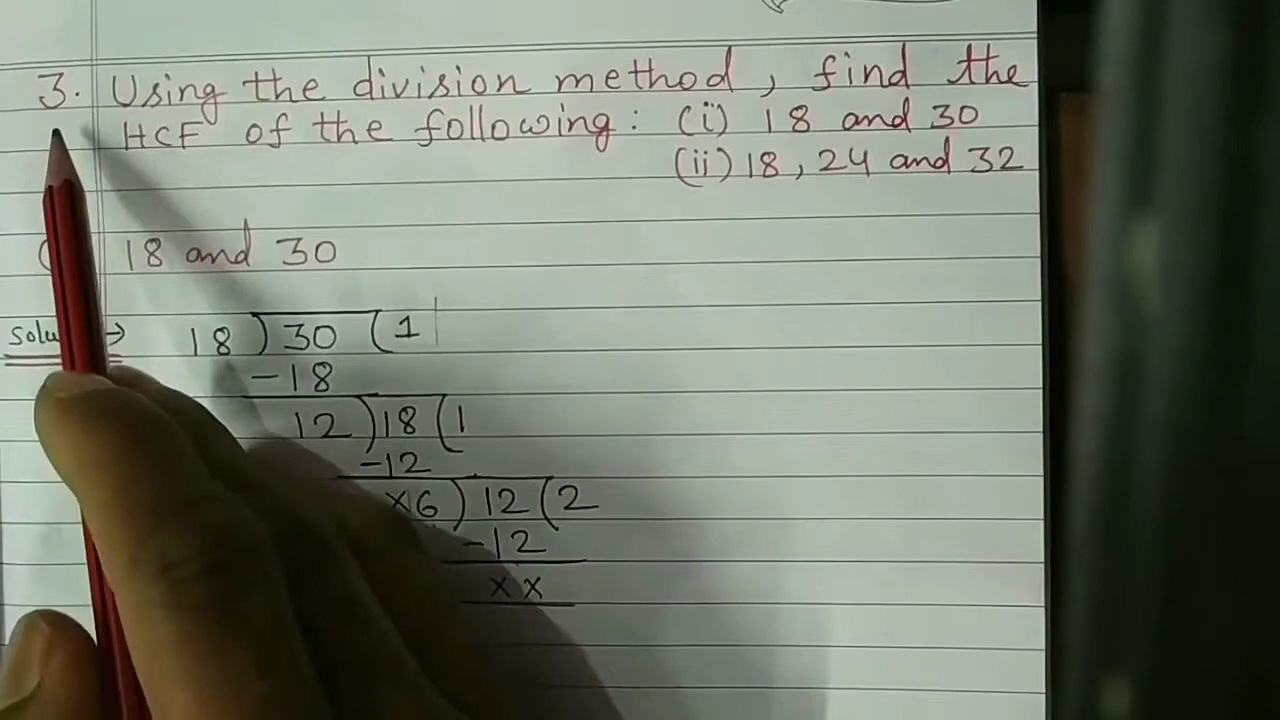 3. Using the division method, find the
HCF of the following: (i) 18 and 30
(ii) 18, 24 and 32
18 and 30
→ 18 ) 30 ( 1
-18
12 ) 18 ( 1
-12
×6 ) 12 ( 2
-12
× ×